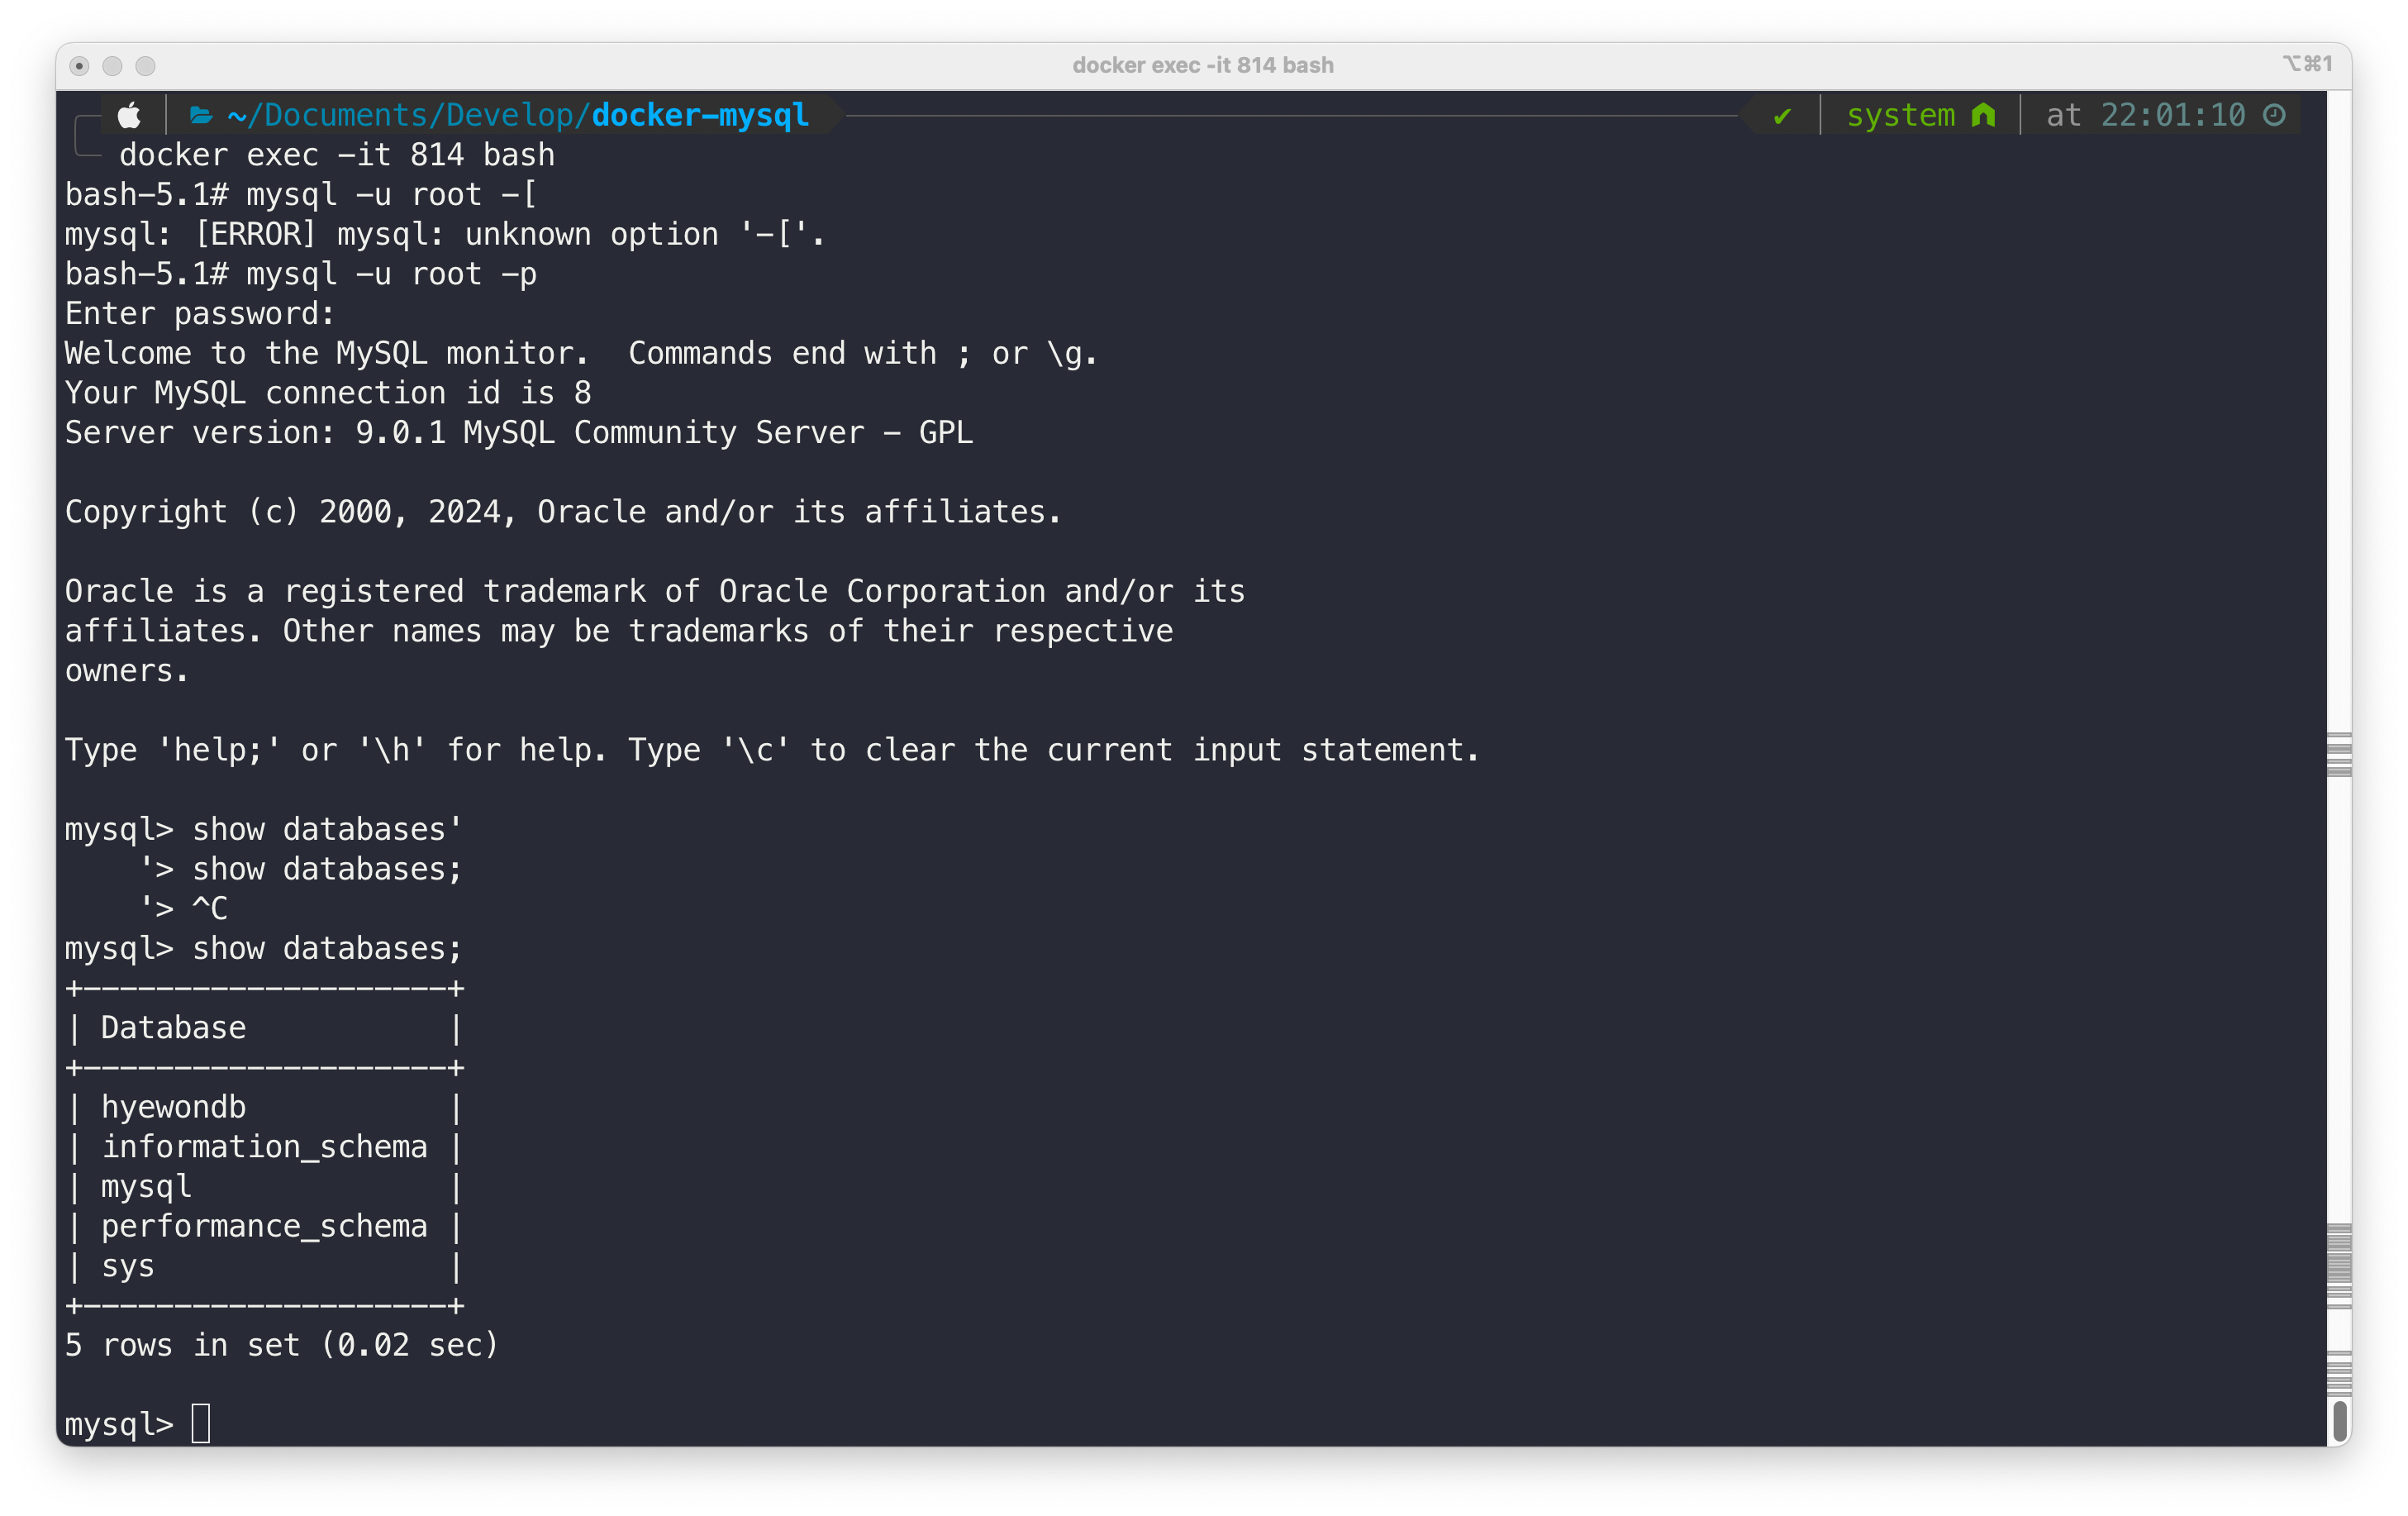 docker exec -it 814 bash
⌥⌘1
~/Documents/Develop/docker-mysql ✔ system at 22:01:10
docker exec -it 814 bash
bash-5.1# mysql -u root -[
mysql: [ERROR] mysql: unknown option '-['.
bash-5.1# mysql -u root -p
Enter password:
Welcome to the MySQL monitor.  Commands end with ; or \g.
Your MySQL connection id is 8
Server version: 9.0.1 MySQL Community Server - GPL

Copyright (c) 2000, 2024, Oracle and/or its affiliates.

Oracle is a registered trademark of Oracle Corporation and/or its
affiliates. Other names may be trademarks of their respective
owners.

Type 'help;' or '\h' for help. Type '\c' to clear the current input statement.

mysql> show databases'
    '> show databases;
    '> ^C
mysql> show databases;
+--------------------+
| Database           |
+--------------------+
| hyewondb           |
| information_schema |
| mysql              |
| performance_schema |
| sys                |
+--------------------+
5 rows in set (0.02 sec)

mysql>